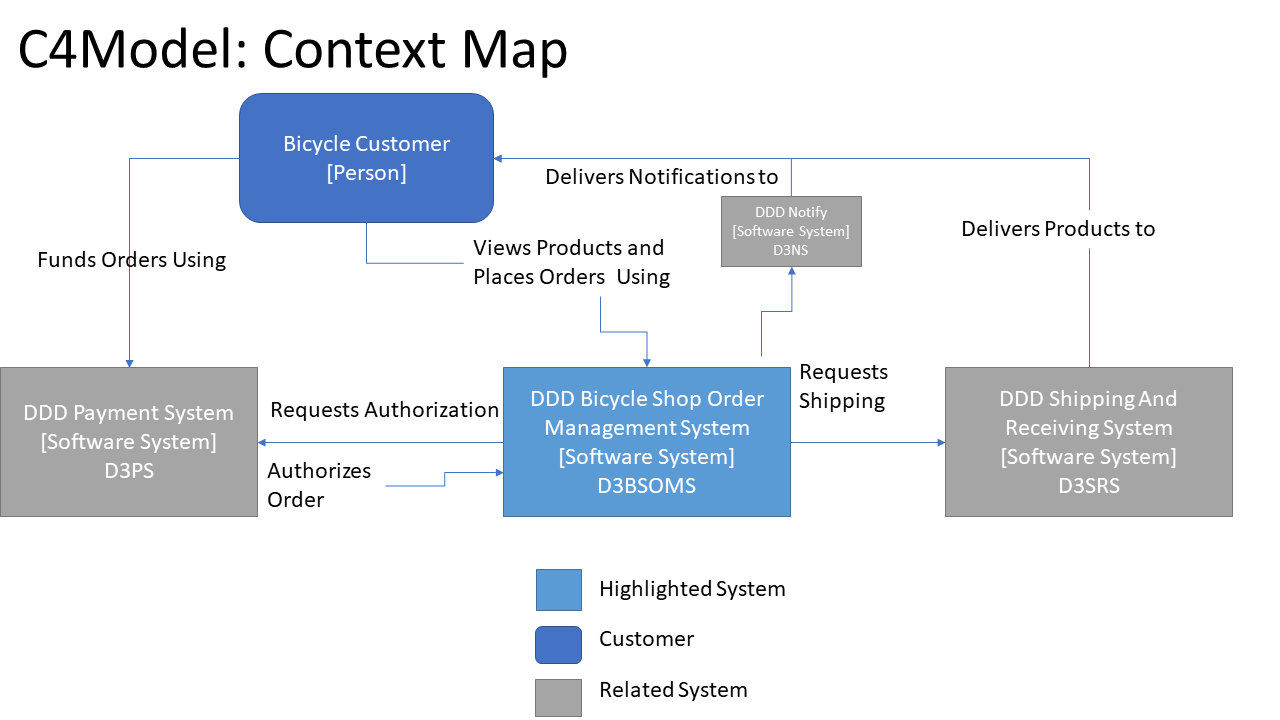 C4Model: Context Map
Bicycle Customer
[Person]
Delivers Notifications to
DDD Notify
[Software System]
D3NS
Delivers Products to
Funds Orders Using
Views Products and
Places Orders  Using
DDD Payment System
[Software System]
D3PS
Requests Authorization
Authorizes
Order
DDD Bicycle Shop Order
Management System
[Software System]
D3BSOMS
Requests
Shipping
DDD Shipping And
Receiving System
[Software System]
D3SRS
Highlighted System
Customer
Related System